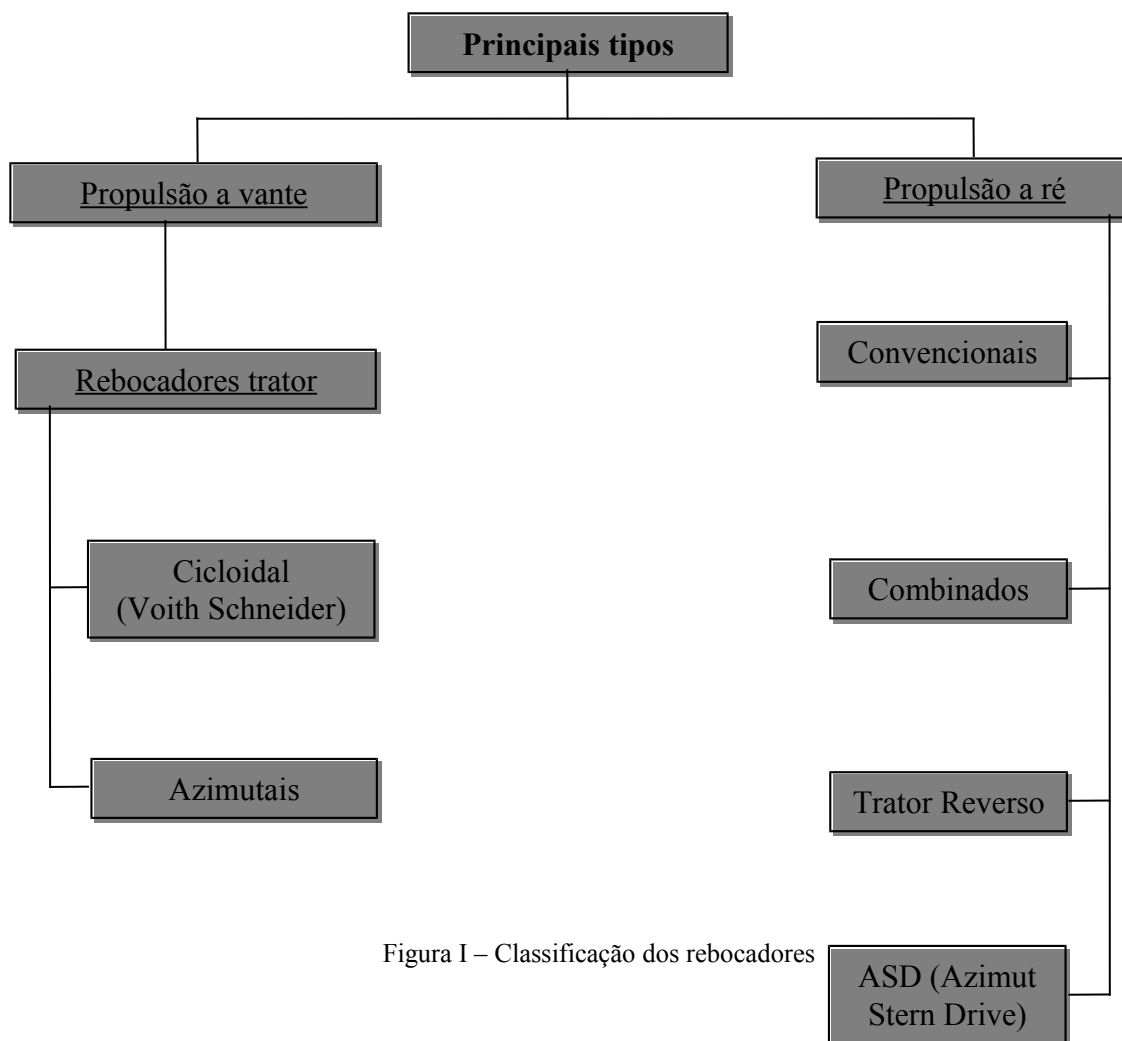 Principais tipos
Propulsão a vante
Propulsão a ré
Rebocadores trator
Convencionais
Cicloidal
(Voith Schneider)
Combinados
Azimutais
Trator Reverso
Figura I – Classificação dos rebocadores
ASD (Azimut
Stern Drive)